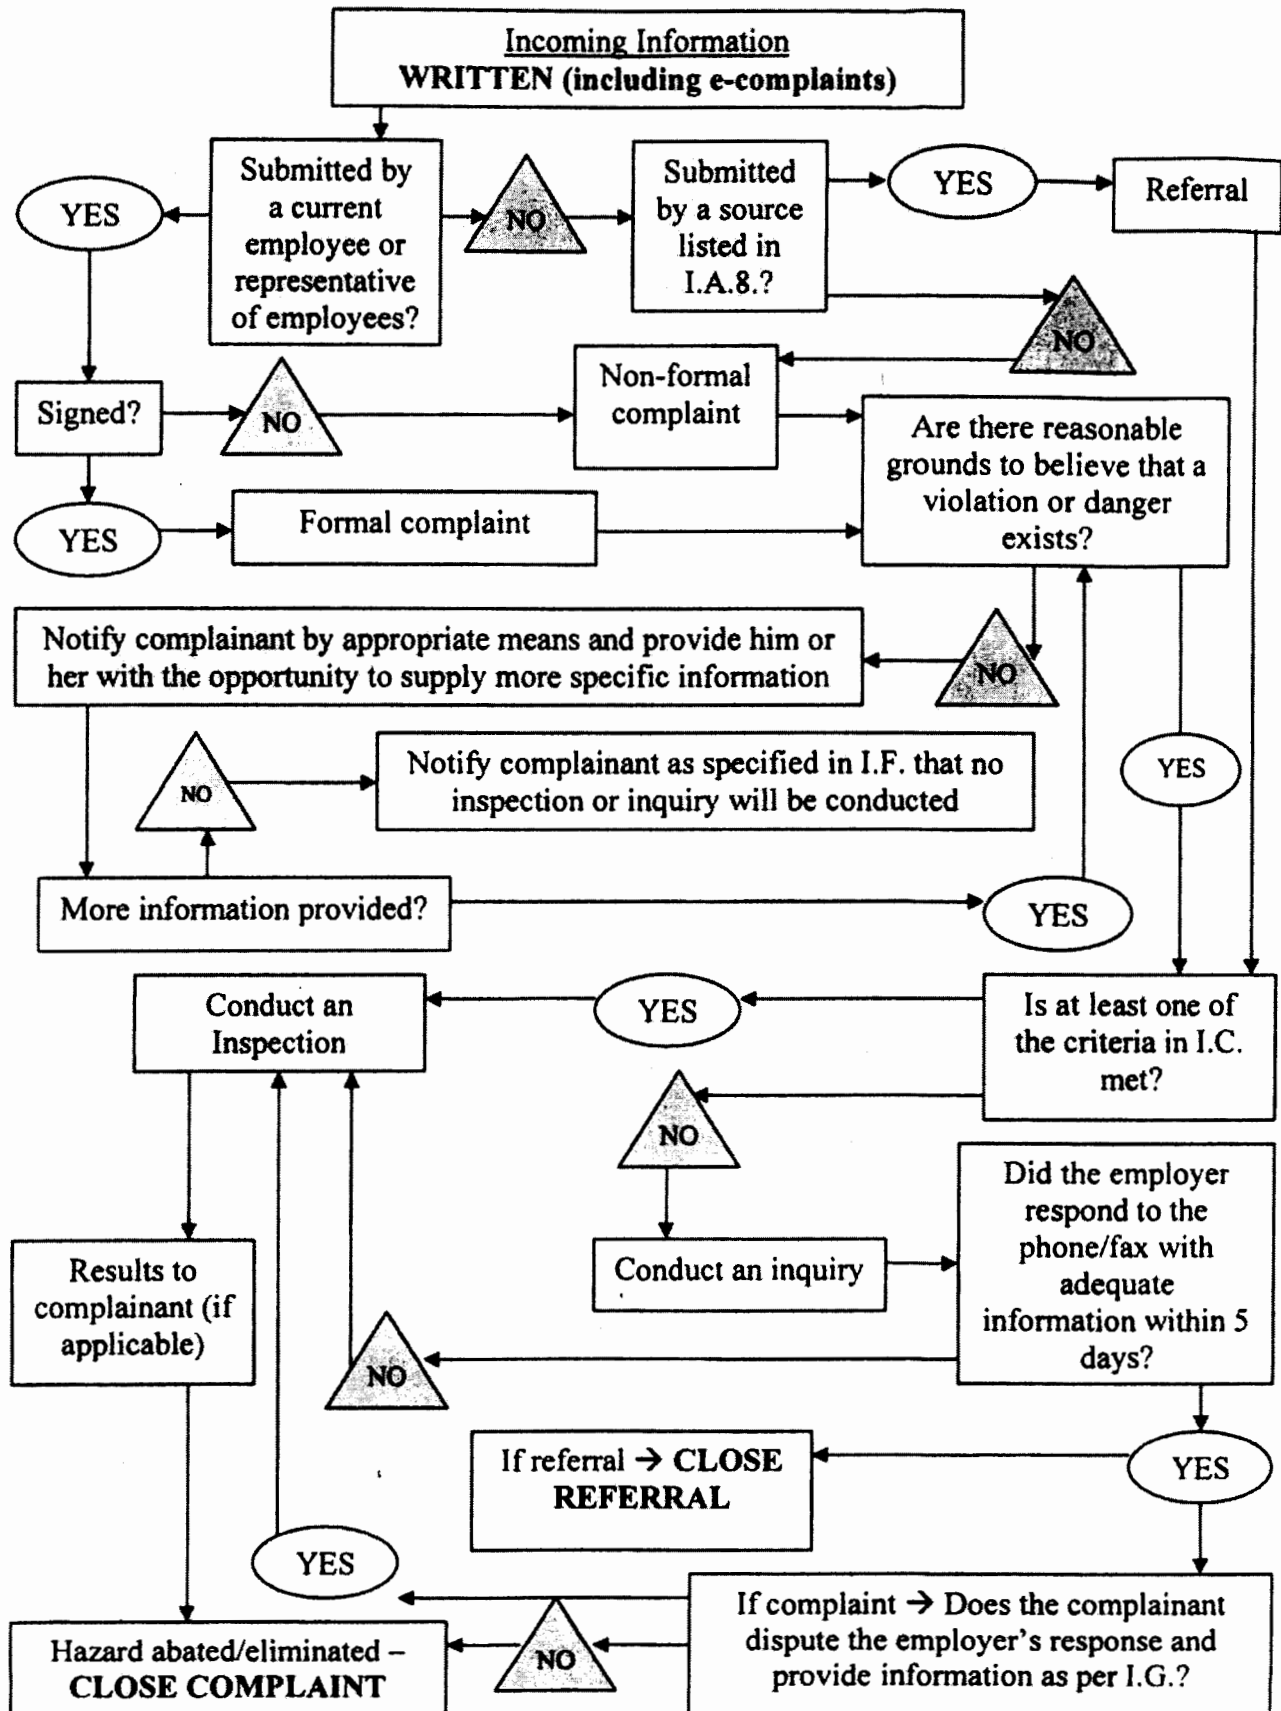 Incoming Information
WRITTEN (including e-complaints)
Submitted by
a current
employee or
representative
of employees?
YES
NO
Submitted
by a source
listed in
I.A.8.?
YES
Referral
NO
Signed?
NO
Non-formal
complaint
Are there reasonable
grounds to believe that a
violation or danger
exists?
YES
Formal complaint
NO
Notify complainant by appropriate means and provide him or
her with the opportunity to supply more specific information
YES
NO
Notify complainant as specified in I.F. that no
inspection or inquiry will be conducted
More information provided?
YES
Conduct an
Inspection
YES
Is at least one of
the criteria in I.C.
met?
NO
Did the employer
respond to the
phone/fax with
adequate
information within 5
days?
Conduct an inquiry
Results to
complainant (if
applicable)
NO
YES
If referral → CLOSE
REFERRAL
YES
If complaint → Does the complainant
dispute the employer's response and
provide information as per I.G.?
NO
Hazard abated/eliminated –
CLOSE COMPLAINT